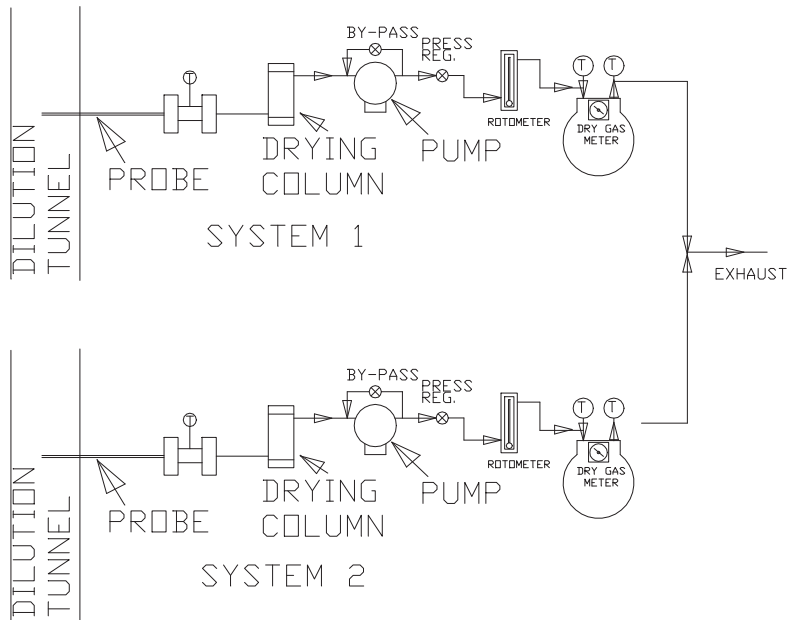 BY-PASS
PRESS
REG.
T
T
T
ROTOMETER
DRY GAS
METER
DILUTION
TUNNEL
PROBE
DRYING
COLUMN
PUMP
SYSTEM 1
EXHAUST
BY-PASS
PRESS
REG.
T
T
T
ROTOMETER
DRY GAS
METER
DILUTION
TUNNEL
PROBE
DRYING
COLUMN
PUMP
SYSTEM 2